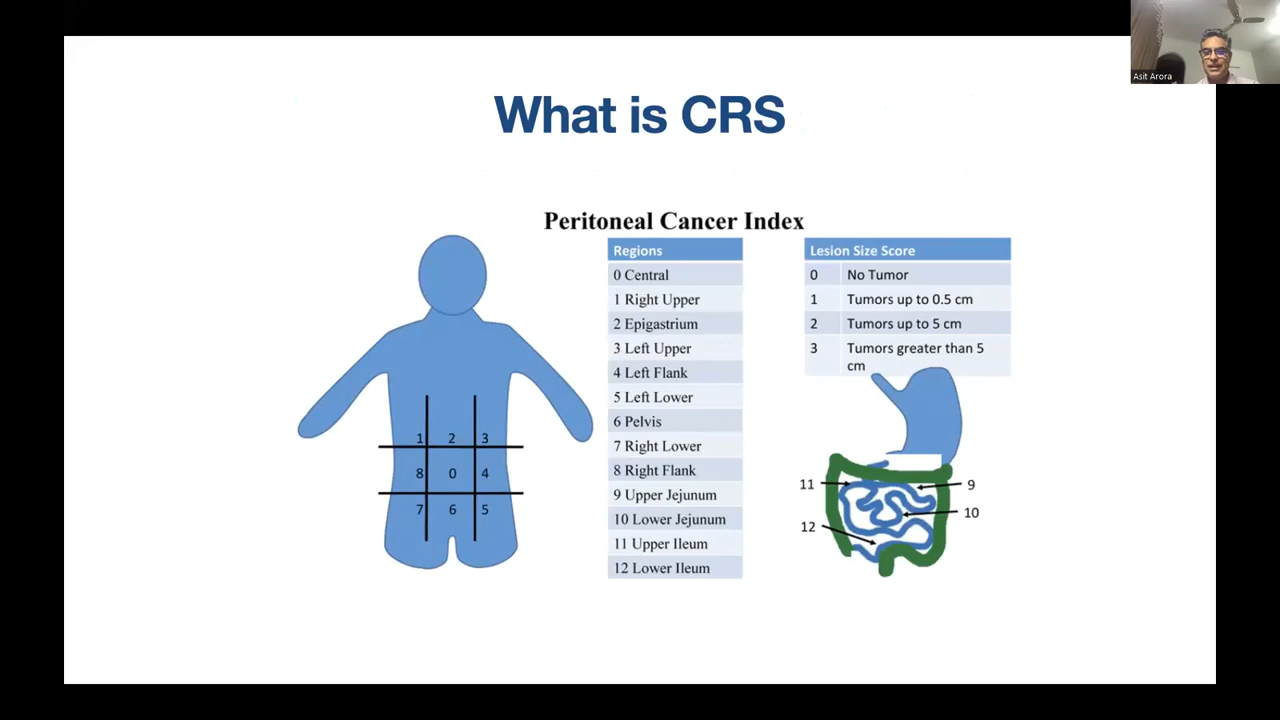 Asit Arora
What is CRS
Peritoneal Cancer Index
1 2 3
8 0 4
7 6 5
Regions
0 Central
1 Right Upper
2 Epigastrium
3 Left Upper
4 Left Flank
5 Left Lower
6 Pelvis
7 Right Lower
8 Right Flank
9 Upper Jejunum
10 Lower Jejunum
11 Upper Ileum
12 Lower Ileum
Lesion Size Score
0 No Tumor
1 Tumors up to 0.5 cm
2 Tumors up to 5 cm
3 Tumors greater than 5
cm
11 9
10
12